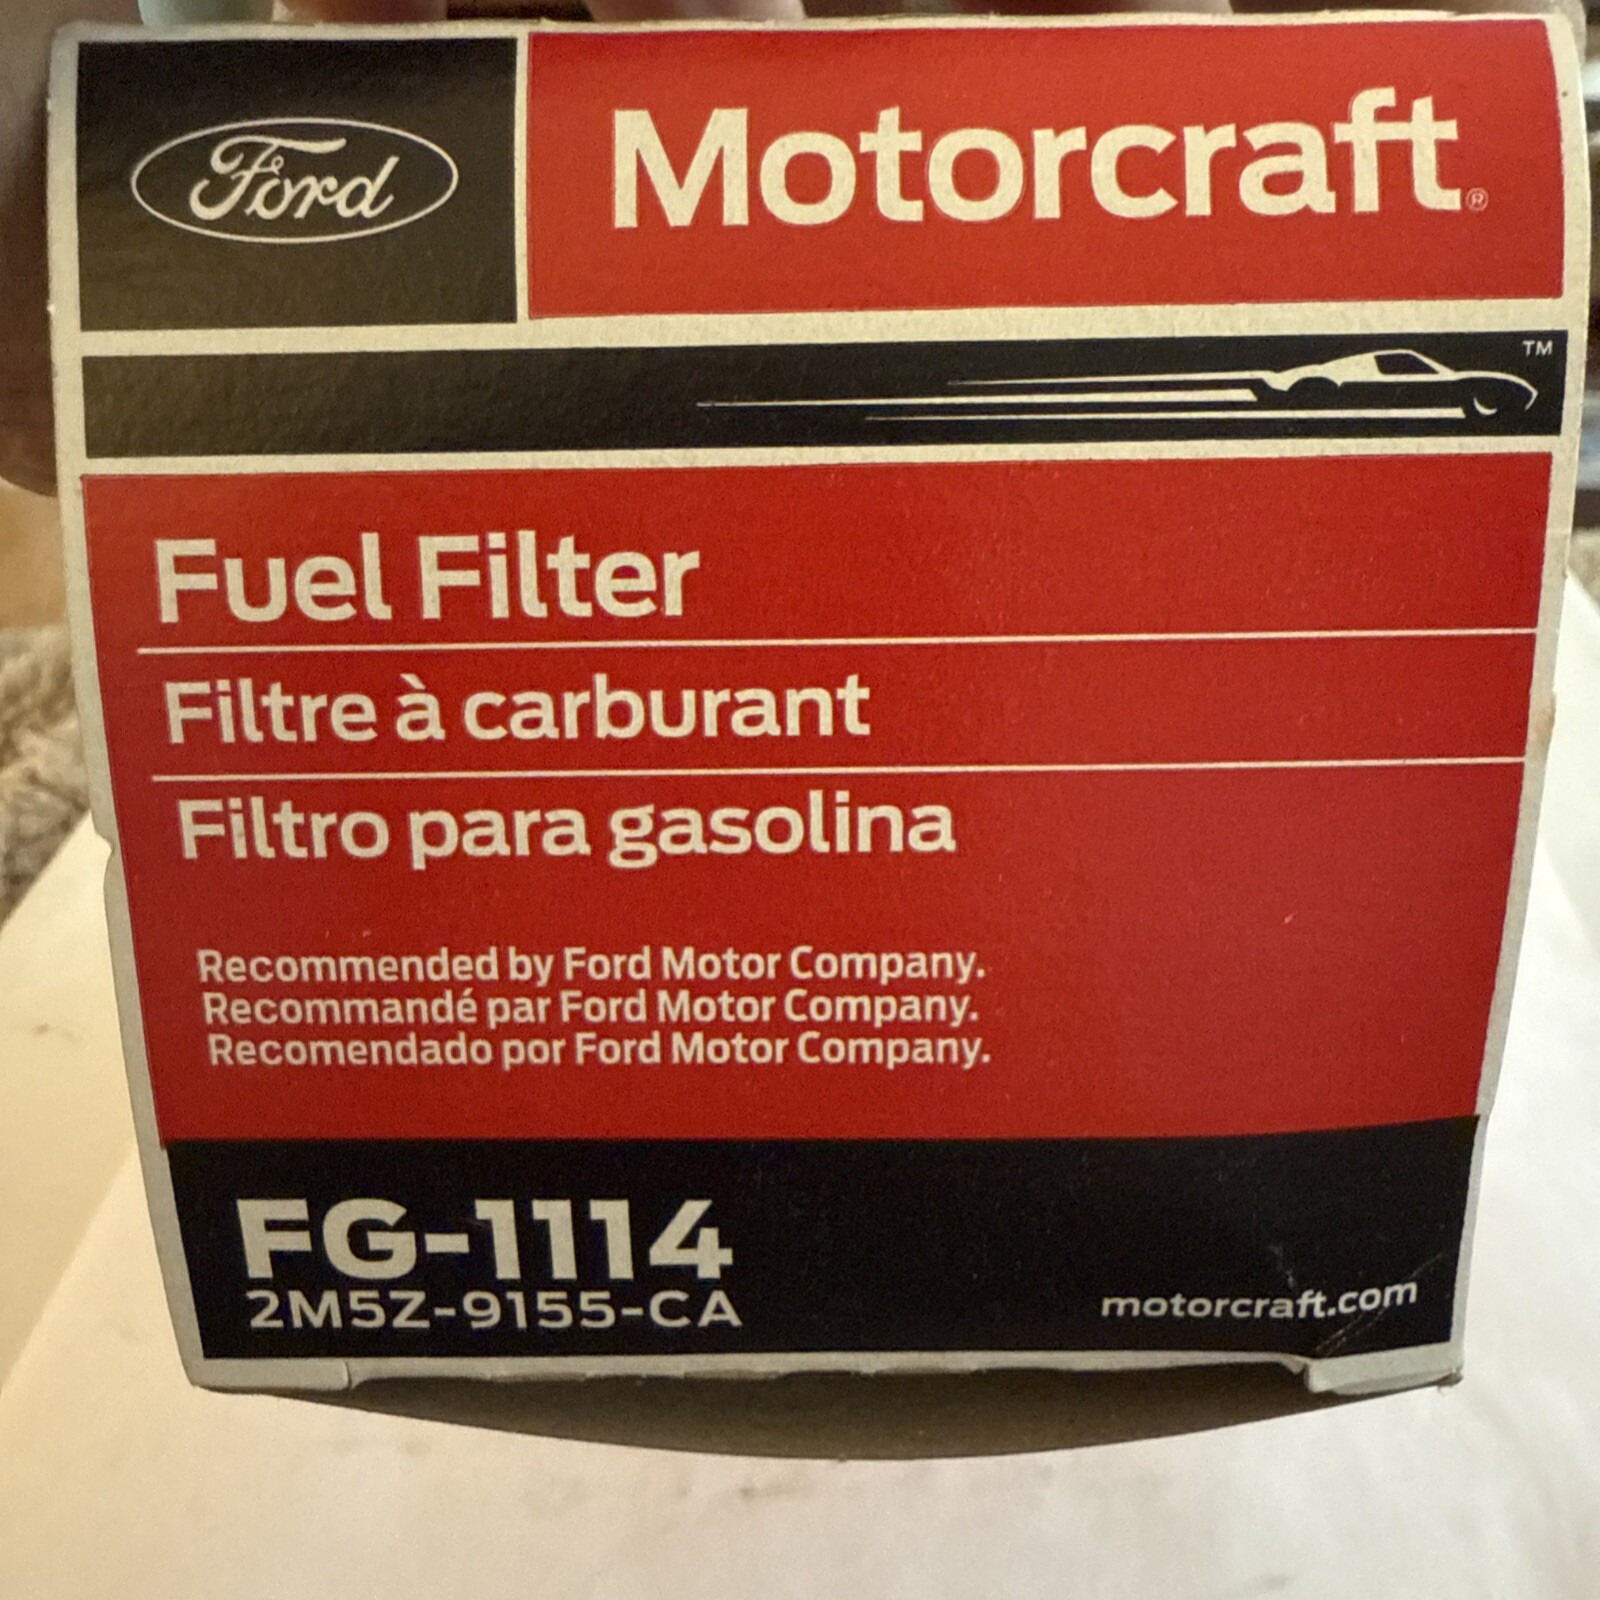 Ford
Motorcraft®
TM
Fuel Filter
Filtre à carburant
Filtro para gasolina
Recommended by Ford Motor Company.
Recommandé par Ford Motor Company.
Recomendado por Ford Motor Company.
FG-1114
2M5Z-9155-CA
motorcraft.com